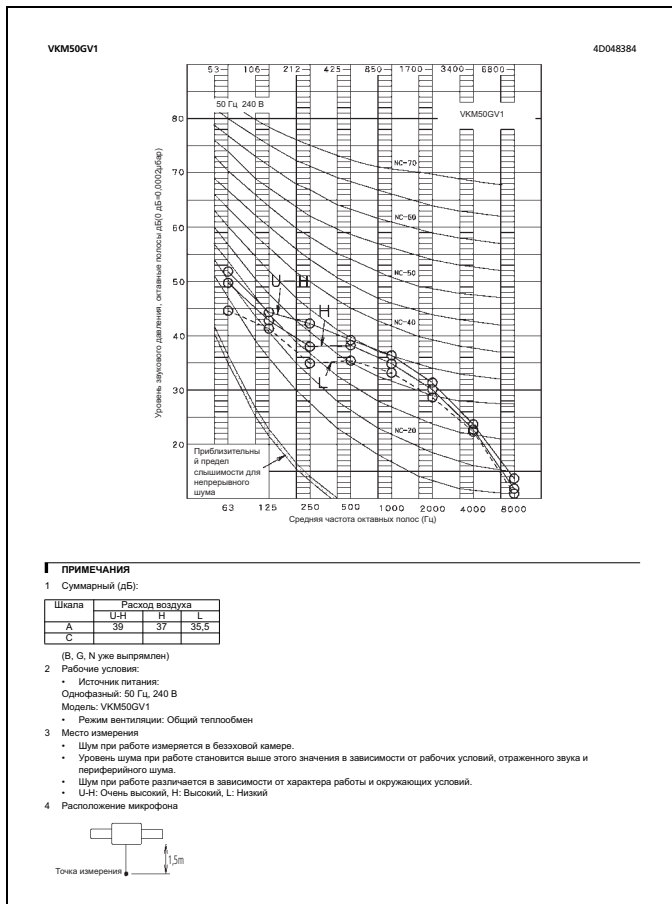 VKM50GV1
4D048384
53 106 212 425 850 1700 3400 6800
50 Гц 240 В
VKM50GV1
Уровень звукового давления, октавные полосы дБ(0 дБ=0,0002μбар)
80
70
60
50
40
30
20
NC-70
NC-60
NC-50
NC-40
NC-20
U H
H
L
Приблизительны
й предел
слышимости для
непрерывного
шума
63 125 250 500 1000 2000 4000 8000
Средняя частота октавных полос (Гц)
ПРИМЕЧАНИЯ
1 Суммарный (дБ):
Шкала Расход воздуха
U-H H L
A 39 37 35,5
C
(B, G, N уже выпрямлен)
2 Рабочие условия:
• Источник питания:
Однофазный: 50 Гц, 240 В
Модель: VKM50GV1
• Режим вентиляции: Общий теплообмен
3 Место измерения
• Шум при работе измеряется в безэховой камере.
• Уровень шума при работе становится выше этого значения в зависимости от рабочих условий, отраженного звука и
периферийного шума.
• Шум при работе различается в зависимости от характера работы и окружающих условий.
• U-H: Очень высокий, H: Высокий, L: Низкий
4 Расположение микрофона
1,5m
Точка измерения